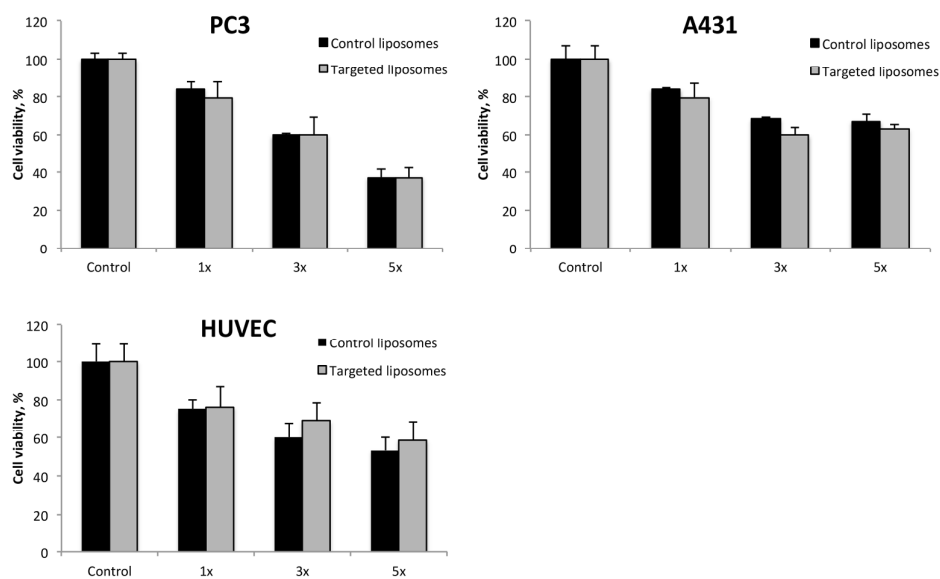 PC3
120
100
80
60
40
20
0
Cell viability, %
Control liposomes
Targeted liposomes
Control
1x
3x
5x
A431
120
100
80
60
40
20
0
Cell viability, %
Control liposomes
Targeted liposomes
Control
1x
3x
5x
HUVEC
120
100
80
60
40
20
0
Cell viability, %
Control liposomes
Targeted liposomes
Control
1x
3x
5x